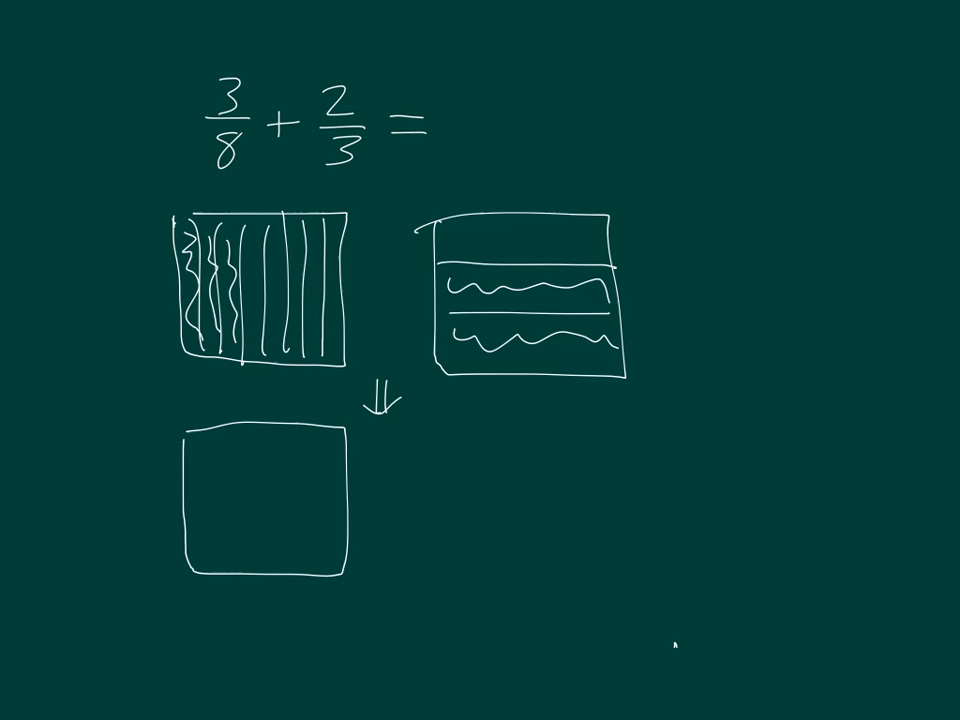 3/8 + 2/3 =